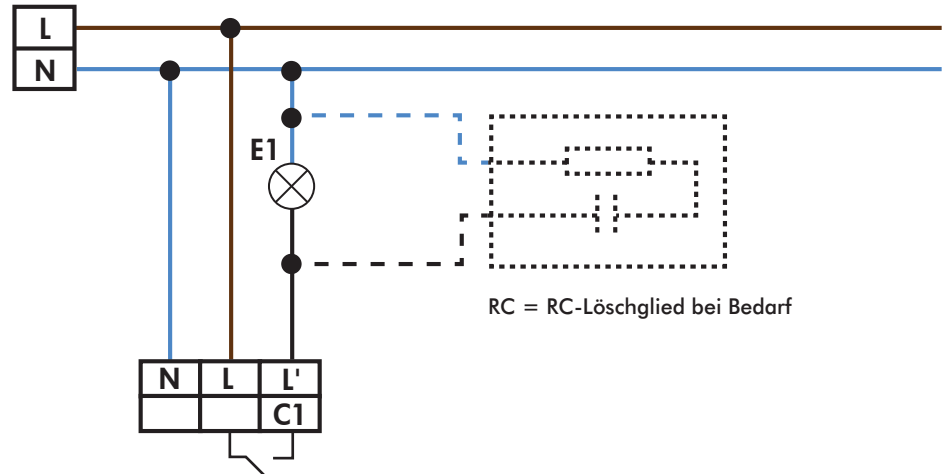 L
N
E1
RC = RC-Löschglied bei Bedarf
N L L'
C1